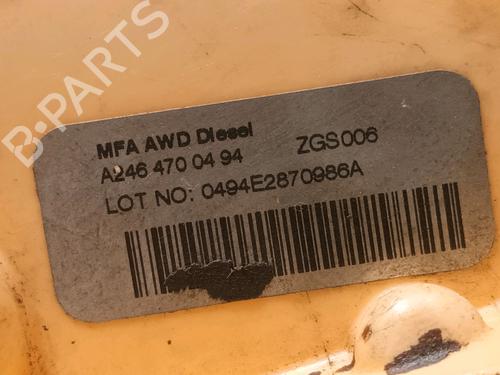 B-PARTS
MFA AWD Diesel
A246 470 04 94 ZGS006
LOT NO: 0494E2870986A